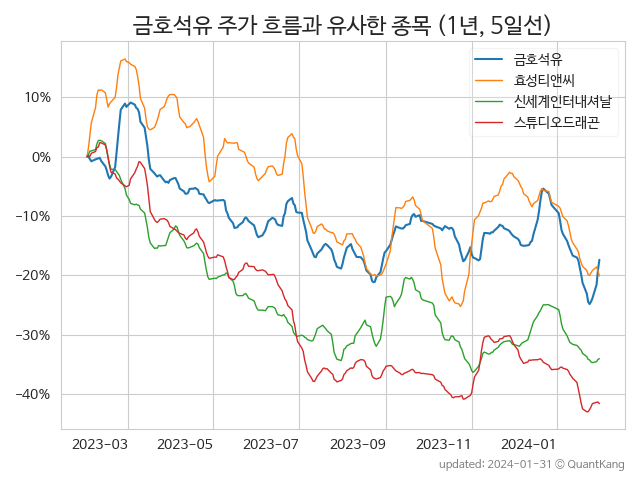 금호석유 주가 흐름과 유사한 종목 (1년, 5일선)
금호석유
효성티앤씨
신세계인터내셔날
스튜디오드래곤
10%
0%
−10%
−20%
−30%
−40%
2023-03 2023-05 2023-07 2023-09 2023-11 2024-01
updated: 2024-01-31 © QuantKang